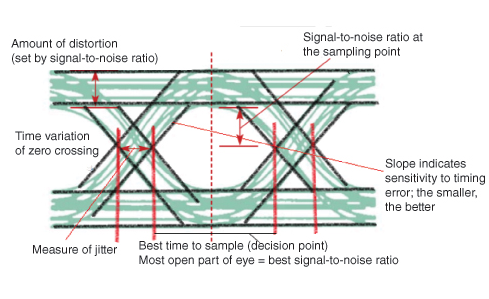 Signal-to-noise ratio at
the sampling point
Amount of distortion
(set by signal-to-noise ratio)
Time variation
of zero crossing
Slope indicates
sensitivity to timing
error; the smaller,
the better
Measure of jitter
Best time to sample (decision point)
Most open part of eye = best signal-to-noise ratio